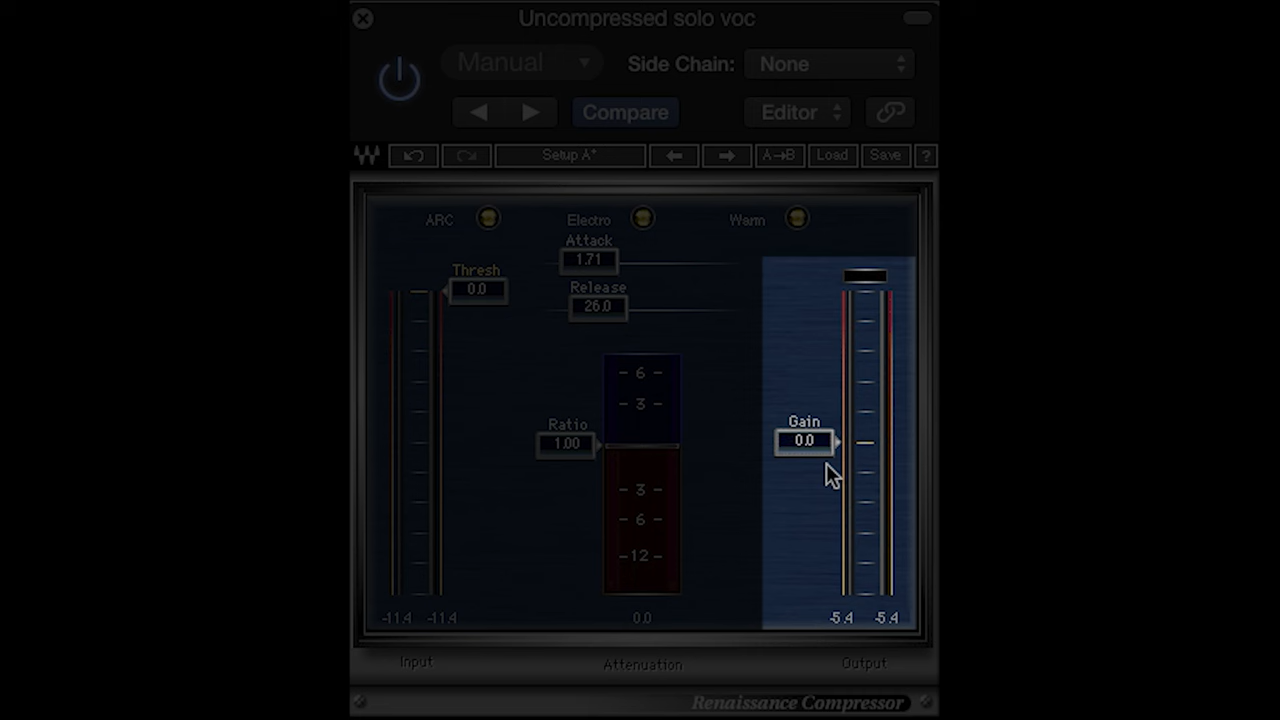 Uncompressed solo voc
Manual
Side Chain: None
Compare
Editor
Setup A*
A→B
Load
Save
?
ARC
Electro
Warm
Attack
1.71
Thresh
0.0
Release
26.0
6
3
Ratio
1.00
Gain
0.0
3
6
12
-11.4 -11.4
0.0
-5.4 -5.4
Input
Attenuation
Output
Renaissance Compressor